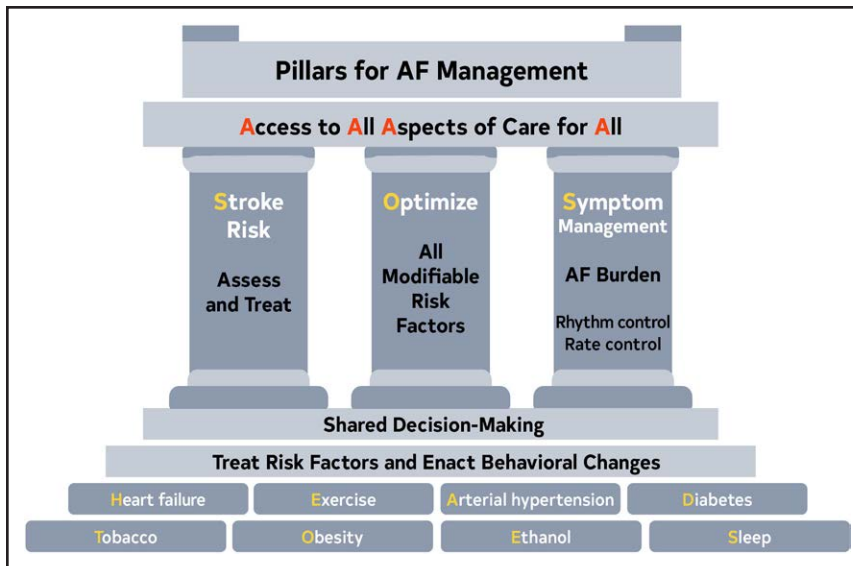 Pillars for AF Management
Access to All Aspects of Care for All
Stroke
Risk
Assess
and Treat
Optimize
All
Modifiable
Risk
Factors
Symptom
Management
AF Burden
Rhythm control
Rate control
Shared Decision-Making
Treat Risk Factors and Enact Behavioral Changes
Heart failure
Exercise
Arterial hypertension
Diabetes
Tobacco
Obesity
Ethanol
Sleep